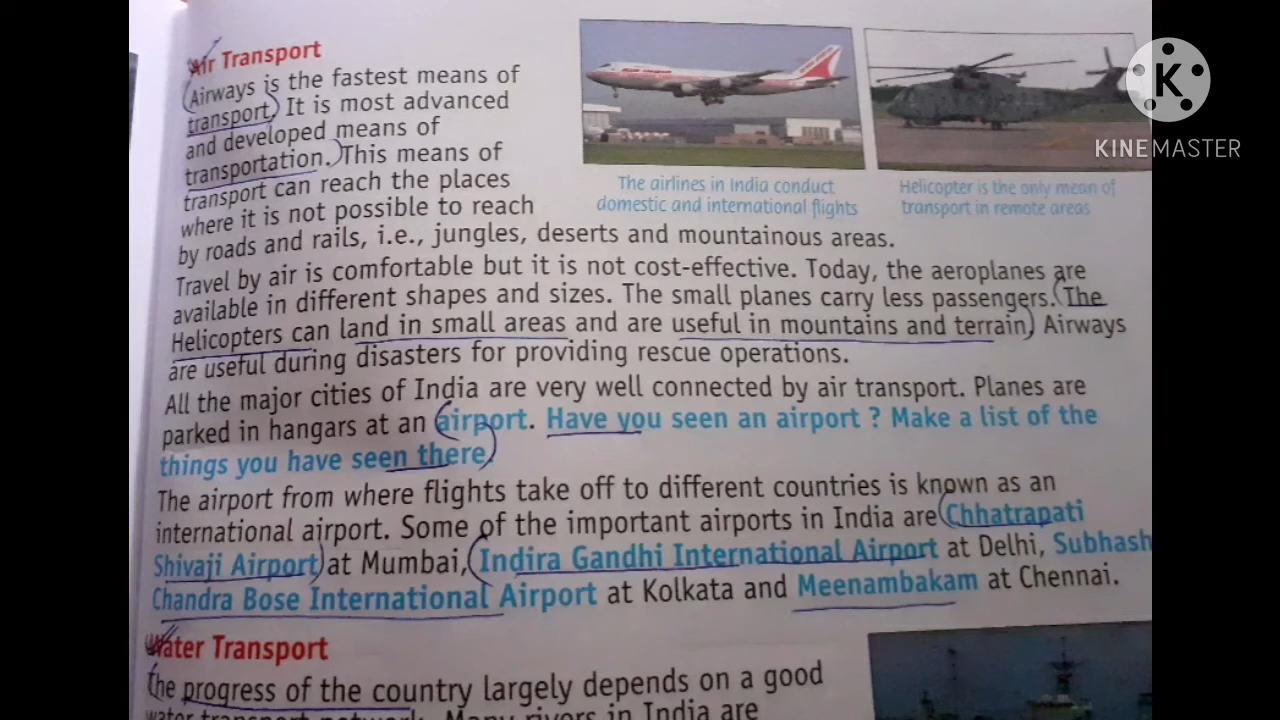 Air Transport
Airways is the fastest means of
transport. It is most advanced
and developed means of
transportation. This means of
transport can reach the places
where it is not possible to reach
by roads and rails, i.e., jungles, deserts and mountainous areas.
The airlines in India conduct
domestic and international flights
Helicopter is the only mean of
transport in remote areas
K
KINEMASTER
Travel by air is comfortable but it is not cost-effective. Today, the aeroplanes are
available in different shapes and sizes. The small planes carry less passengers. The
Helicopters can land in small areas and are useful in mountains and terrain. Airways
are useful during disasters for providing rescue operations.
All the major cities of India are very well connected by air transport. Planes are
parked in hangars at an airport. Have you seen an airport ? Make a list of the
things you have seen there.
The airport from where flights take off to different countries is known as an
international airport. Some of the important airports in India are Chhatrapati
Shivaji Airport at Mumbai, Indira Gandhi International Airport at Delhi, Subhash
Chandra Bose International Airport at Kolkata and Meenambakam at Chennai.
Water Transport
The progress of the country largely depends on a good
water transport network. Many rivers in India are